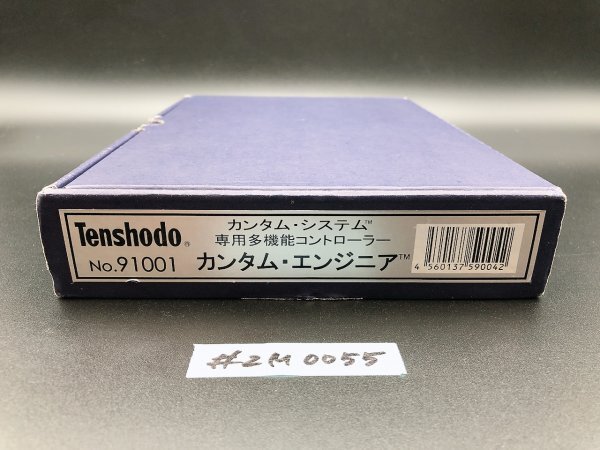 Tenshodo®
No.91001
カンタム・システム™
専用多機能コントローラー
カンタム・エンジニア™
4 560137 590042
#2M0055